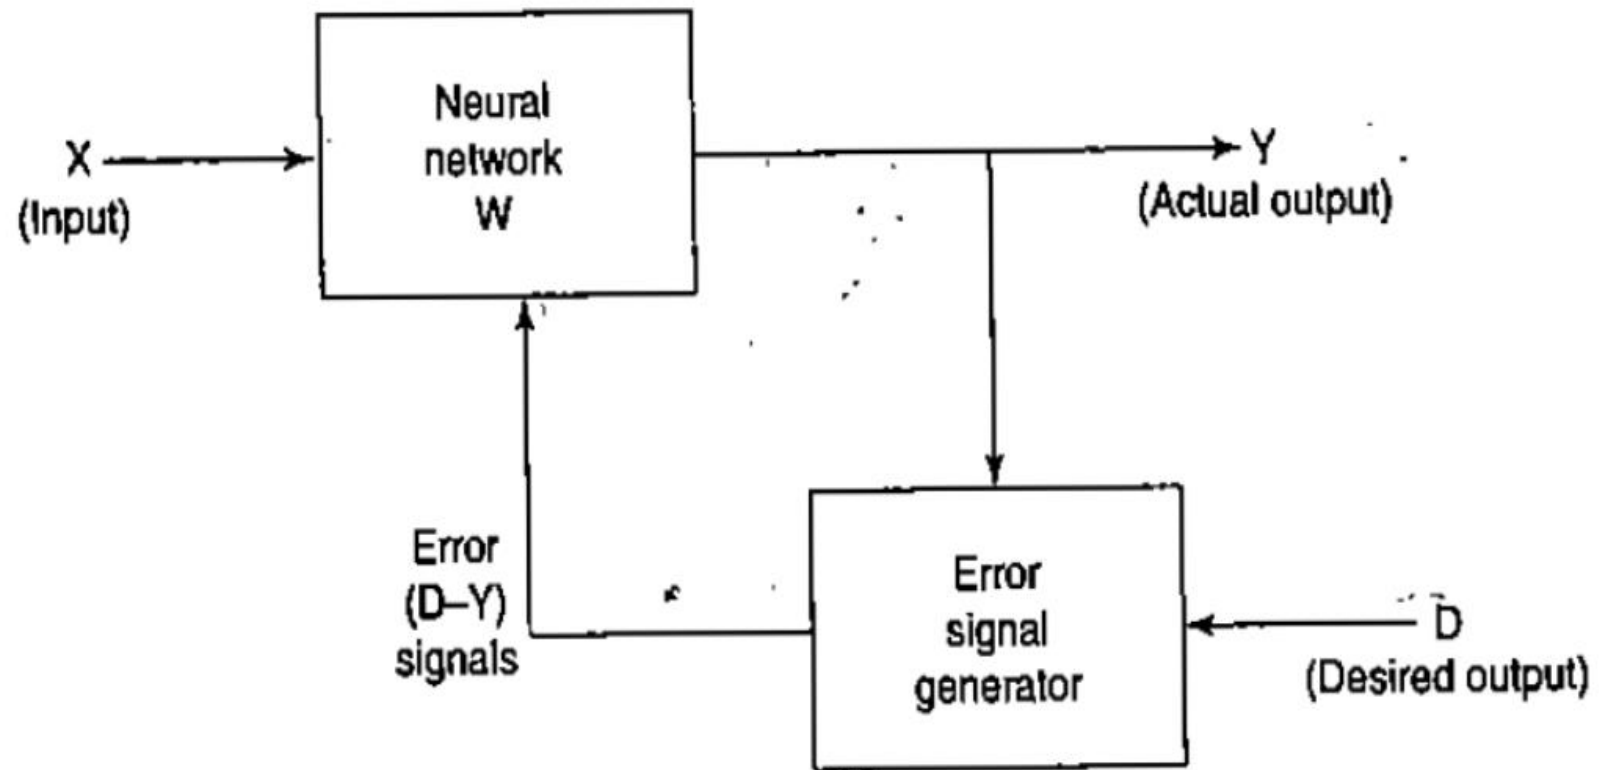 Neural
network
W
X
(Input)
Y
(Actual output)
Error
(D–Y)
signals
Error
signal
generator
D
(Desired output)